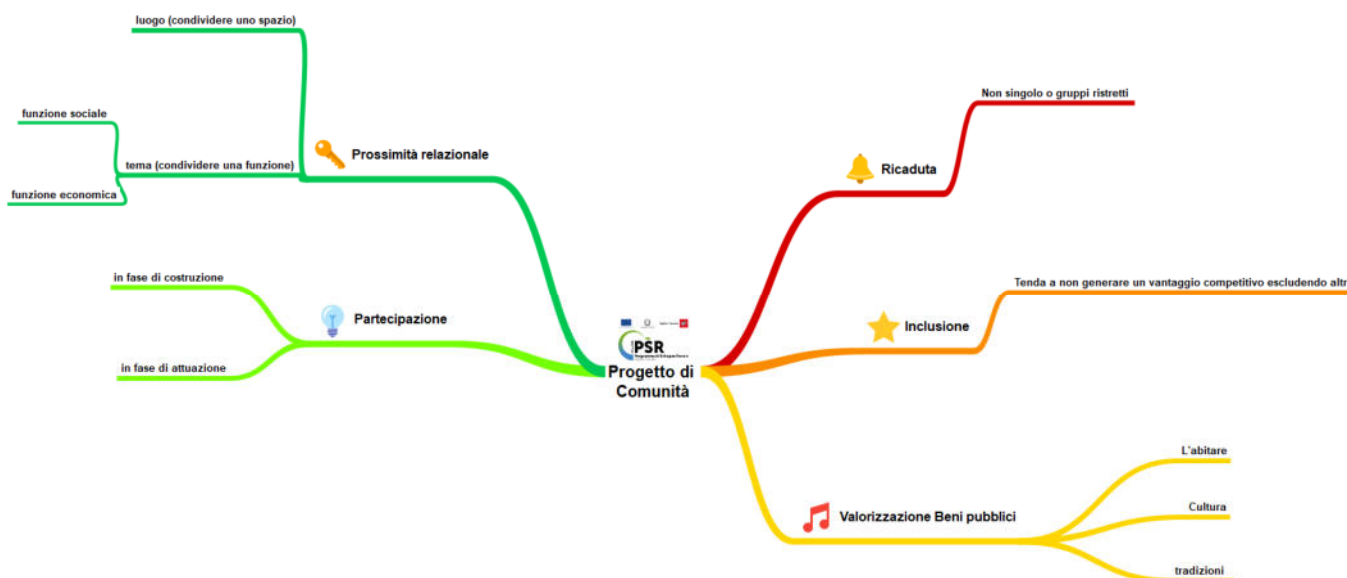 luogo (condividere uno spazio)
funzione sociale
tema (condividere una funzione)
funzione economica
Prossimità relazionale
in fase di costruzione
Partecipazione
in fase di attuazione
PSR
Progetto di
Comunità
Non singolo o gruppi ristretti
Ricaduta
Tenda a non generare un vantaggio competitivo escludendo altr
Inclusione
L'abitare
Cultura
Valorizzazione Beni pubblici
tradizioni